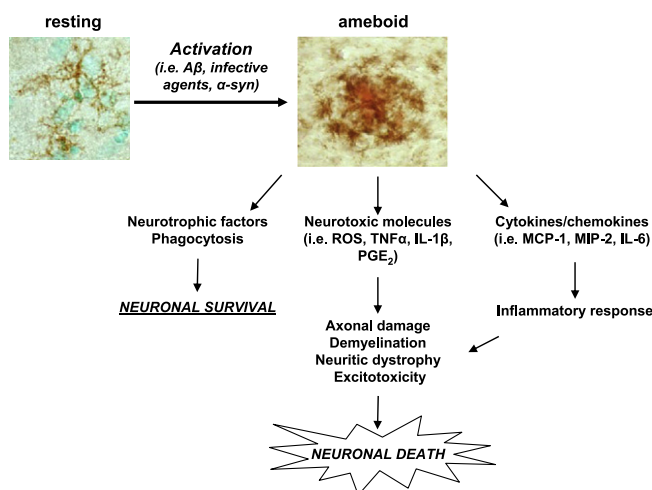 resting
ameboid
Activation
(i.e. Aβ, infective
agents, α-syn)
Neurotrophic factors
Phagocytosis
Neurotoxic molecules
(i.e. ROS, TNFα, IL-1β,
PGE₂)
Cytokines/chemokines
(i.e. MCP-1, MIP-2, IL-6)
NEURONAL SURVIVAL
Inflammatory response
Axonal damage
Demyelination
Neuritic dystrophy
Excitotoxicity
NEURONAL DEATH